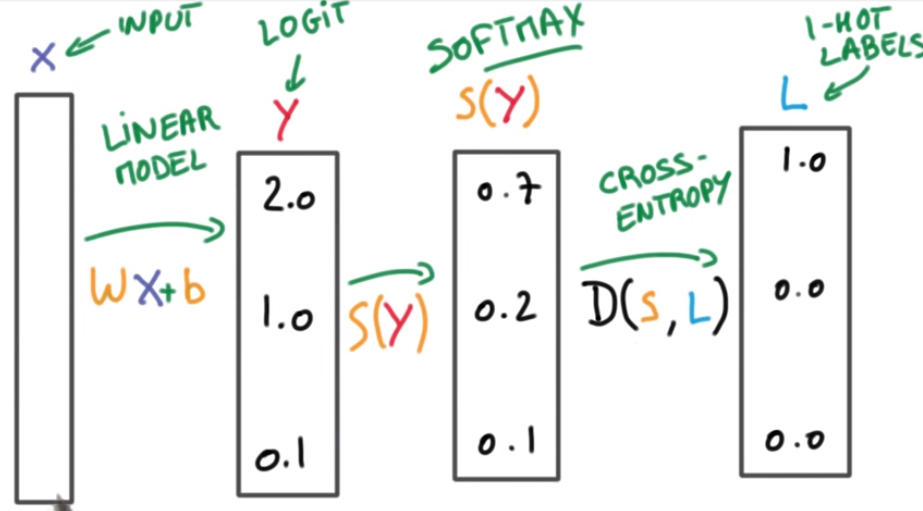 X
INPUT
LINEAR
MODEL
WX+b
LOGIT
Y
2.0
1.0
0.1
S(Y)
SOFTMAX
S(Y)
0.7
0.2
0.1
CROSS-
ENTROPY
D(S,L)
1-HOT
LABELS
L
1.0
0.0
0.0